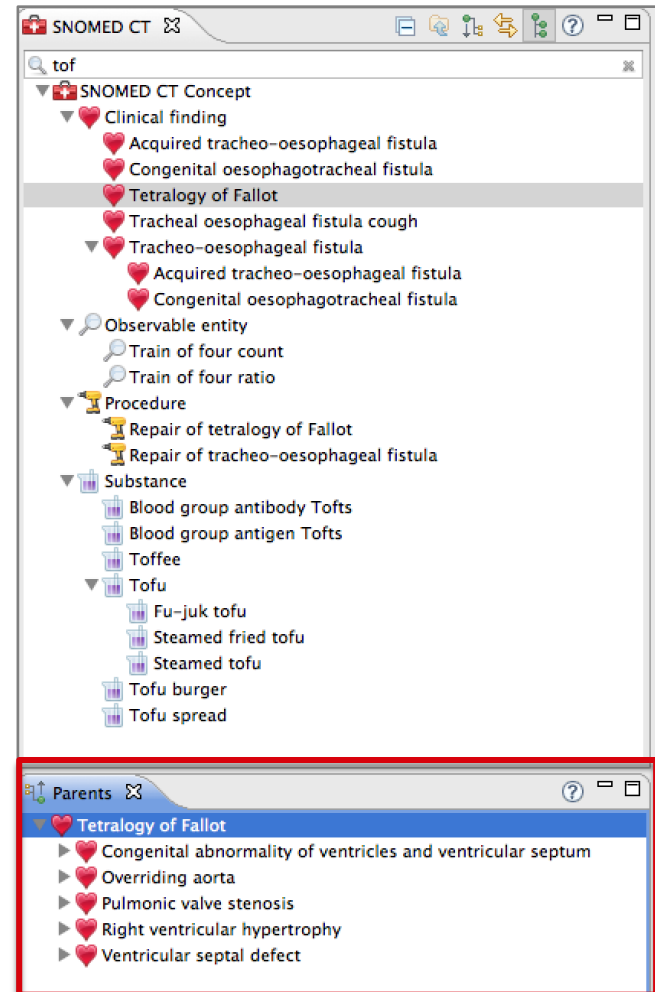 SNOMED CT
tof
SNOMED CT Concept
Clinical finding
Acquired tracheo-oesophageal fistula
Congenital oesophagotracheal fistula
Tetralogy of Fallot
Tracheal oesophageal fistula cough
Tracheo-oesophageal fistula
Acquired tracheo-oesophageal fistula
Congenital oesophagotracheal fistula
Observable entity
Train of four count
Train of four ratio
Procedure
Repair of tetralogy of Fallot
Repair of tracheo-oesophageal fistula
Substance
Blood group antibody Tofts
Blood group antigen Tofts
Toffee
Tofu
Fu-juk tofu
Steamed fried tofu
Steamed tofu
Tofu burger
Tofu spread
Parents
Tetralogy of Fallot
Congenital abnormality of ventricles and ventricular septum
Overriding aorta
Pulmonic valve stenosis
Right ventricular hypertrophy
Ventricular septal defect